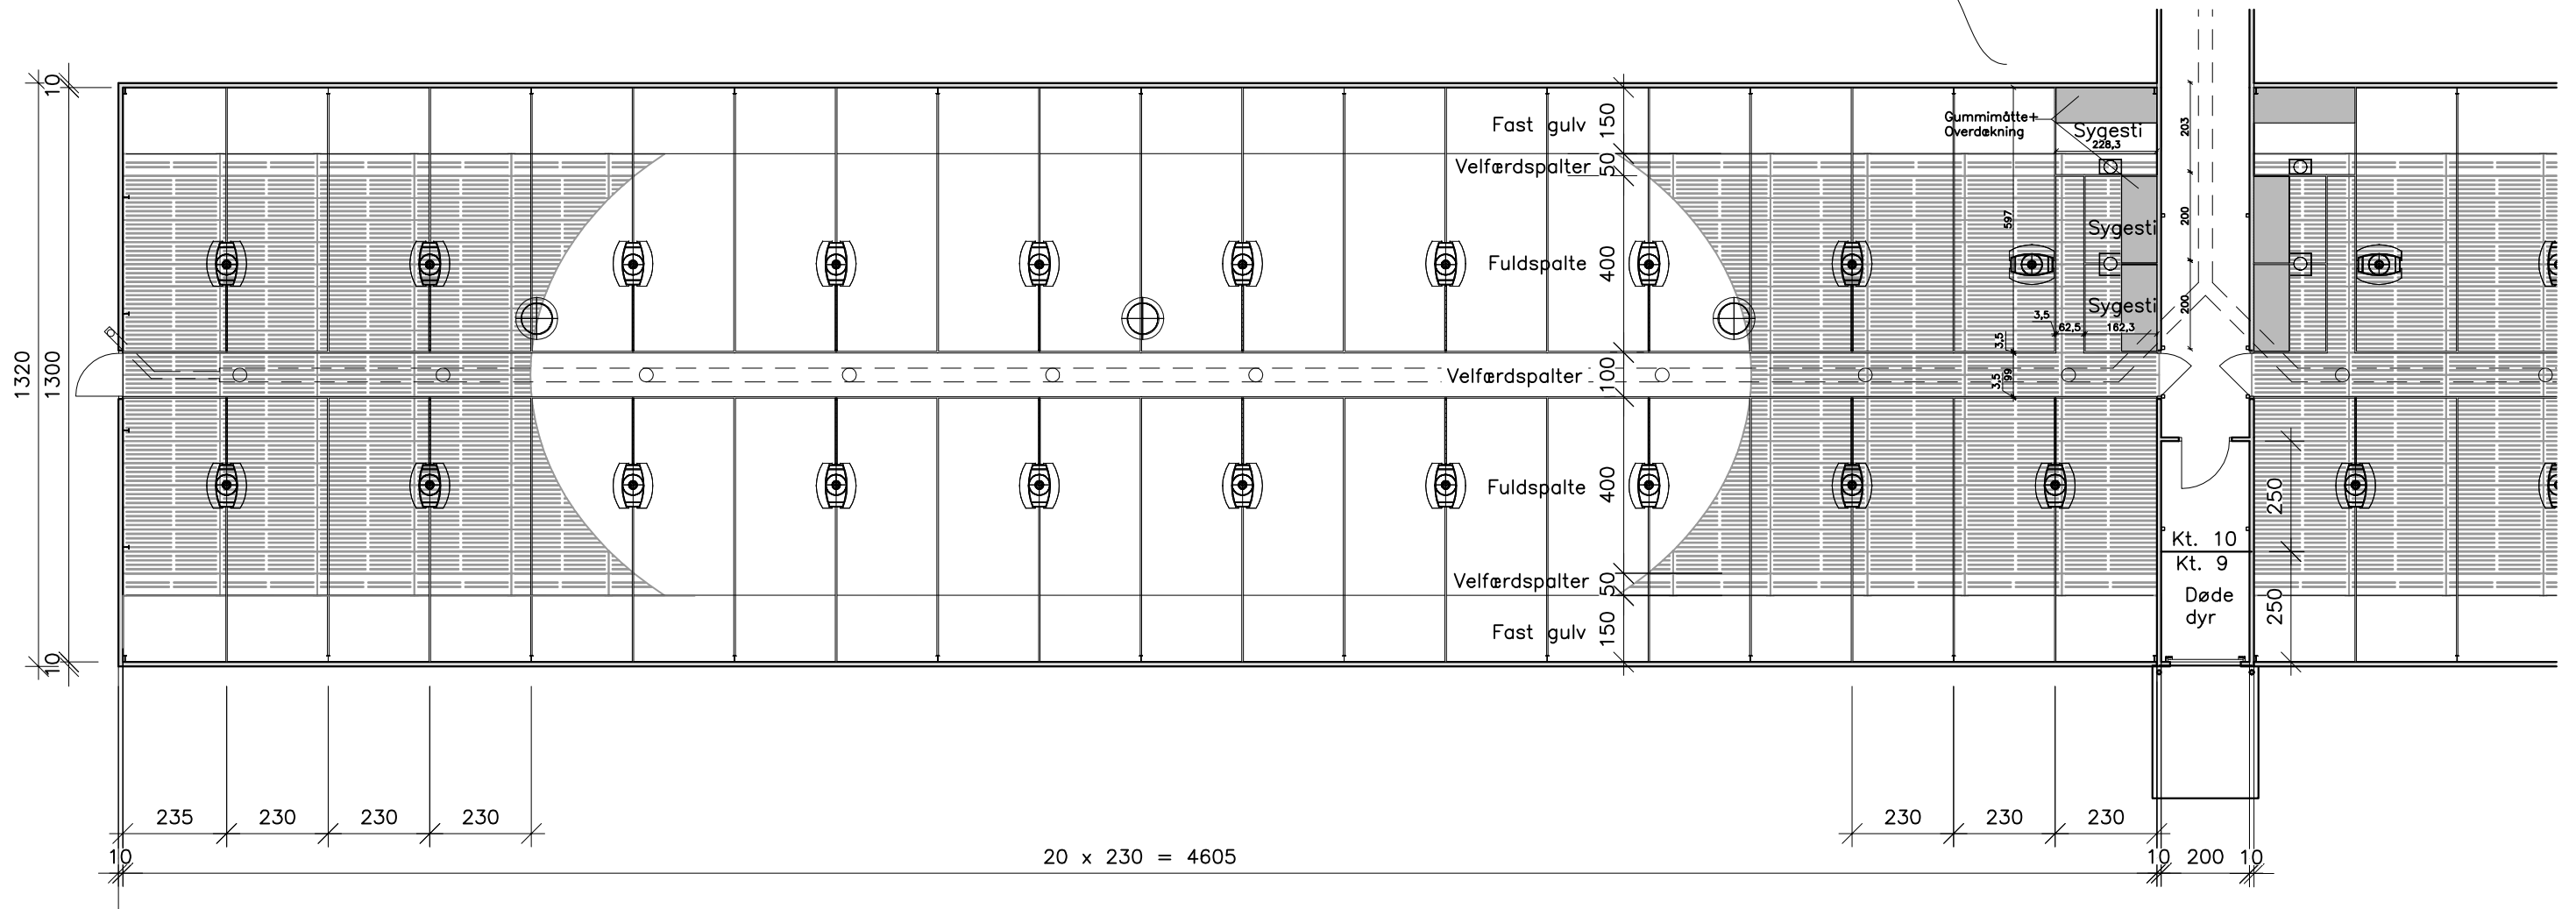 10
1320
1300
10
Fast gulv
150
Velfærdspalter
50
Fuldspalte
400
Velfærdspalter
100
Fuldspalte
400
Velfærdspalter
50
Fast gulv
150
Gummimåtte+
Overdækning
Sygesti
228,3
203
597
Sygesti
200
Sygesti
200
3,5
62,5
162,3
3,5
3,5
99
250
Kt. 10
Kt. 9
Døde
dyr
250
235
230
230
230
230
230
230
10
20 x 230 = 4605
10
200
10